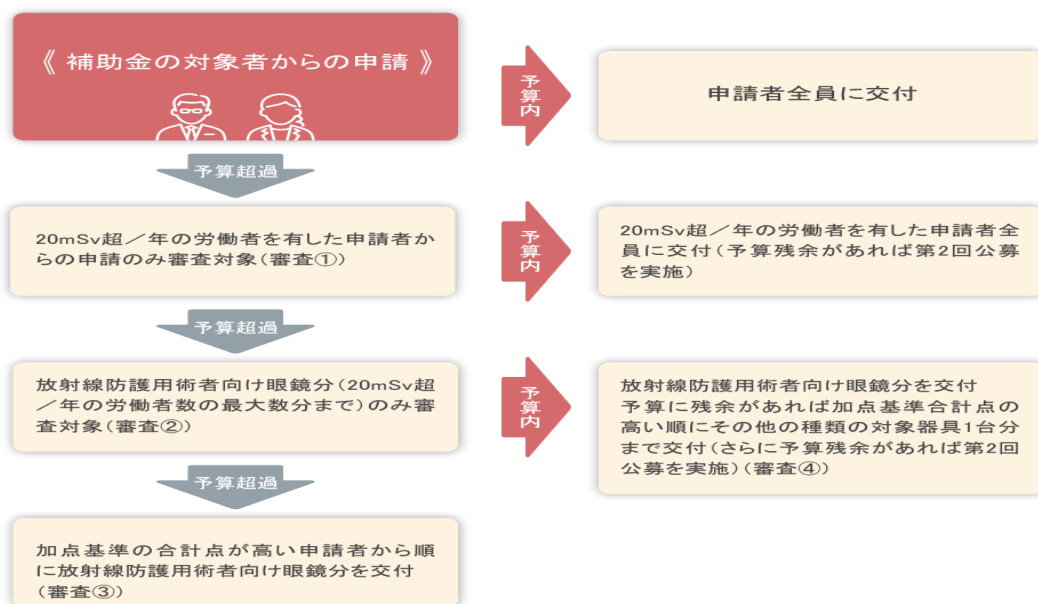 《 補助金の対象者からの申請 》
予算内
申請者全員に交付
予算超過
20mSv超／年の労働者を有した申請者か
らの申請のみ審査対象（審査①）
予算内
20mSv超／年の労働者を有した申請者全
員に交付（予算残余があれば第2回公募
を実施）
予算超過
放射線防護用術者向け眼鏡分（20mSv超
／年の労働者数の最大数分まで）のみ審
査対象（審査②）
予算内
放射線防護用術者向け眼鏡分を交付
予算に残余があれば加点基準合計点の
高い順にその他の種類の対象器具1台分
まで交付（さらに予算残余があれば第2回
公募を実施）（審査④）
予算超過
加点基準の合計点が高い申請者から順
に放射線防護用術者向け眼鏡分を交付
（審査③）